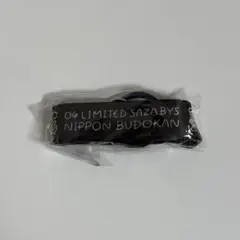 04 LIMITED SAZABYS
NIPPON BUDOKAN